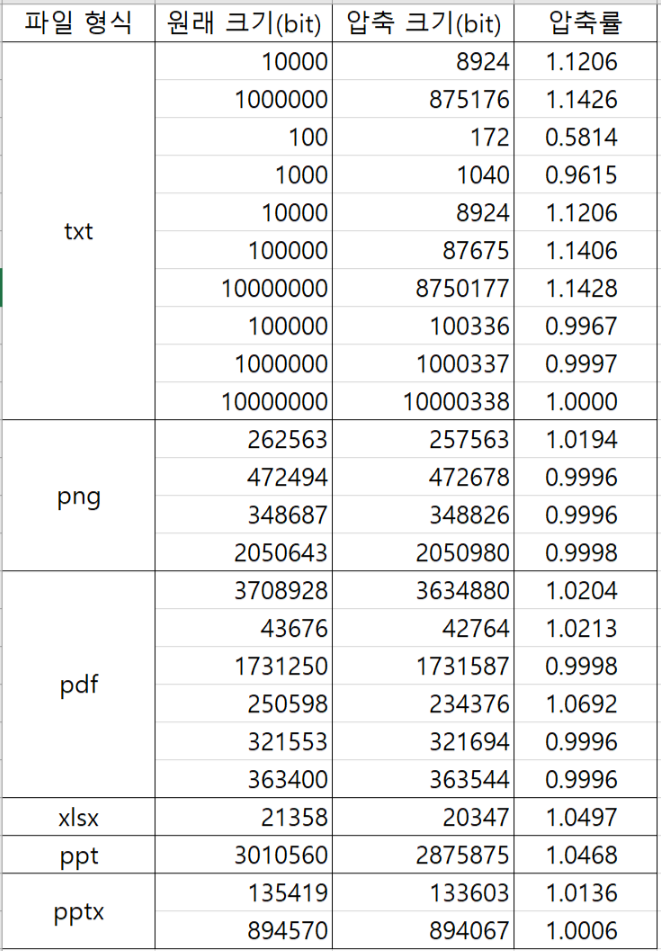 파일 형식 원래 크기(bit) 압축 크기(bit) 압축률
10000 8924 1.1206
1000000 875176 1.1426
100 172 0.5814
1000 1040 0.9615
txt
10000 8924 1.1206
100000 87675 1.1406
10000000 8750177 1.1428
100000 100336 0.9967
1000000 1000337 0.9997
10000000 10000338 1.0000
262563 257563 1.0194
472494 472678 0.9996
png
348687 348826 0.9996
2050643 2050980 0.9998
3708928 3634880 1.0204
43676 42764 1.0213
1731250 1731587 0.9998
pdf
250598 234376 1.0692
321553 321694 0.9996
363400 363544 0.9996
xlsx 21358 20347 1.0497
ppt 3010560 2875875 1.0468
135419 133603 1.0136
pptx
894570 894067 1.0006